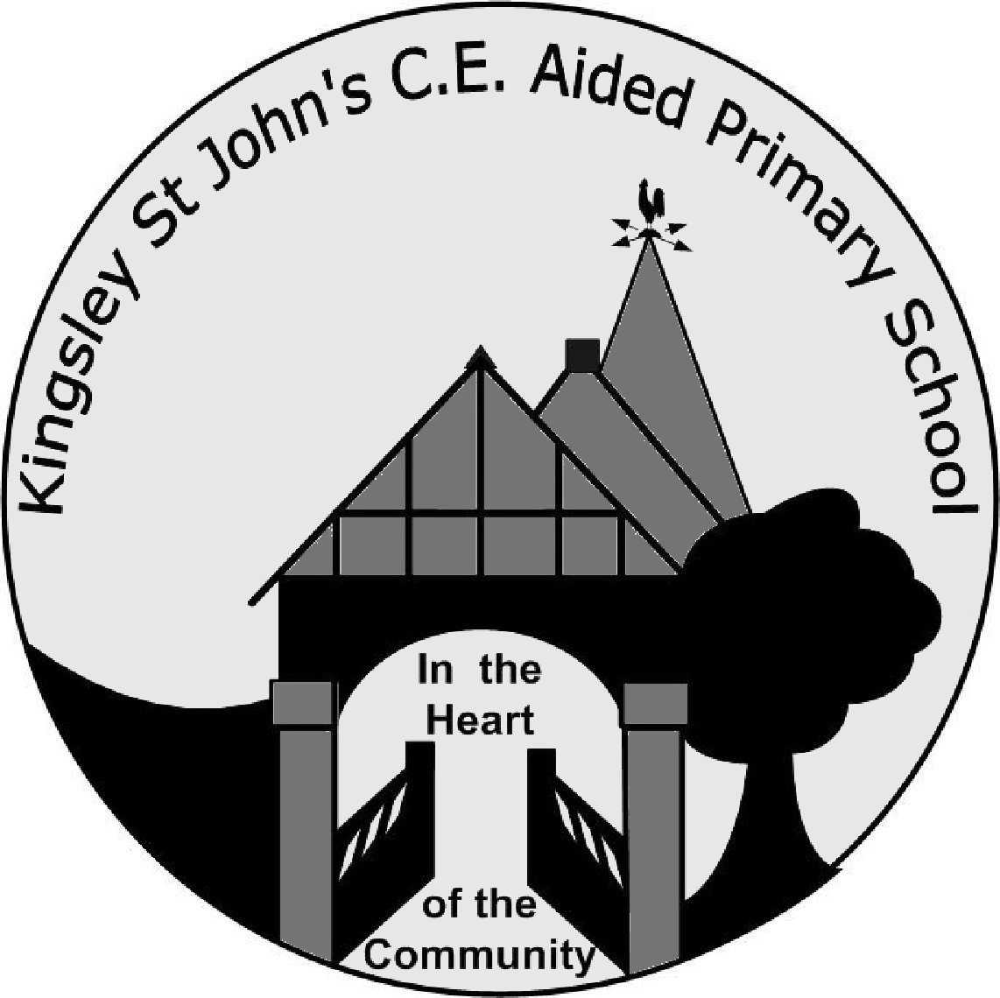 Kingsley St John's C.E. Aided Primary School
In the
Heart
of the
Community